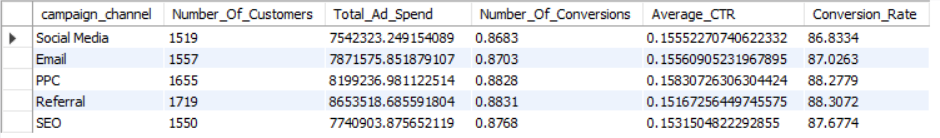 campaign_channel Number_Of_Customers Total_Ad_Spend Number_Of_Conversions Average_CTR Conversion_Rate
Social Media 1519 7542323.249154089 0.8683 0.15552270740622332 86.8334
Email 1557 7871575.851879107 0.8703 0.15560905231967895 87.0263
PPC 1655 8199236.981122514 0.8828 0.15830726306304424 88.2779
Referral 1719 8653518.685591804 0.8831 0.15167256449745575 88.3072
SEO 1550 7740903.875652119 0.8768 0.1531504822292855 87.6774